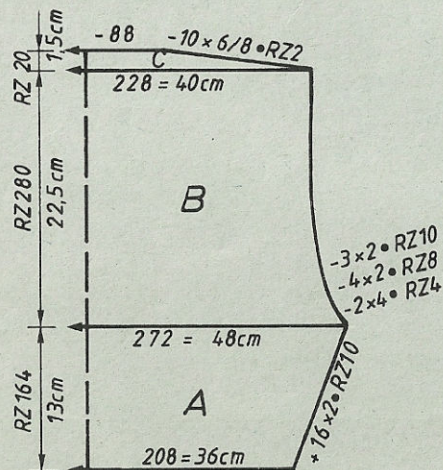 -88
-10 × 6/8 • RZ2
RZ 20
1,5cm
C
228 = 40cm
RZ280
22,5cm
B
-3×2 • RZ10
-4×2 • RZ8
-2×4 • RZ4
272 = 48cm
RZ164
13cm
A
+ 16×2 • RZ10
208 = 36cm